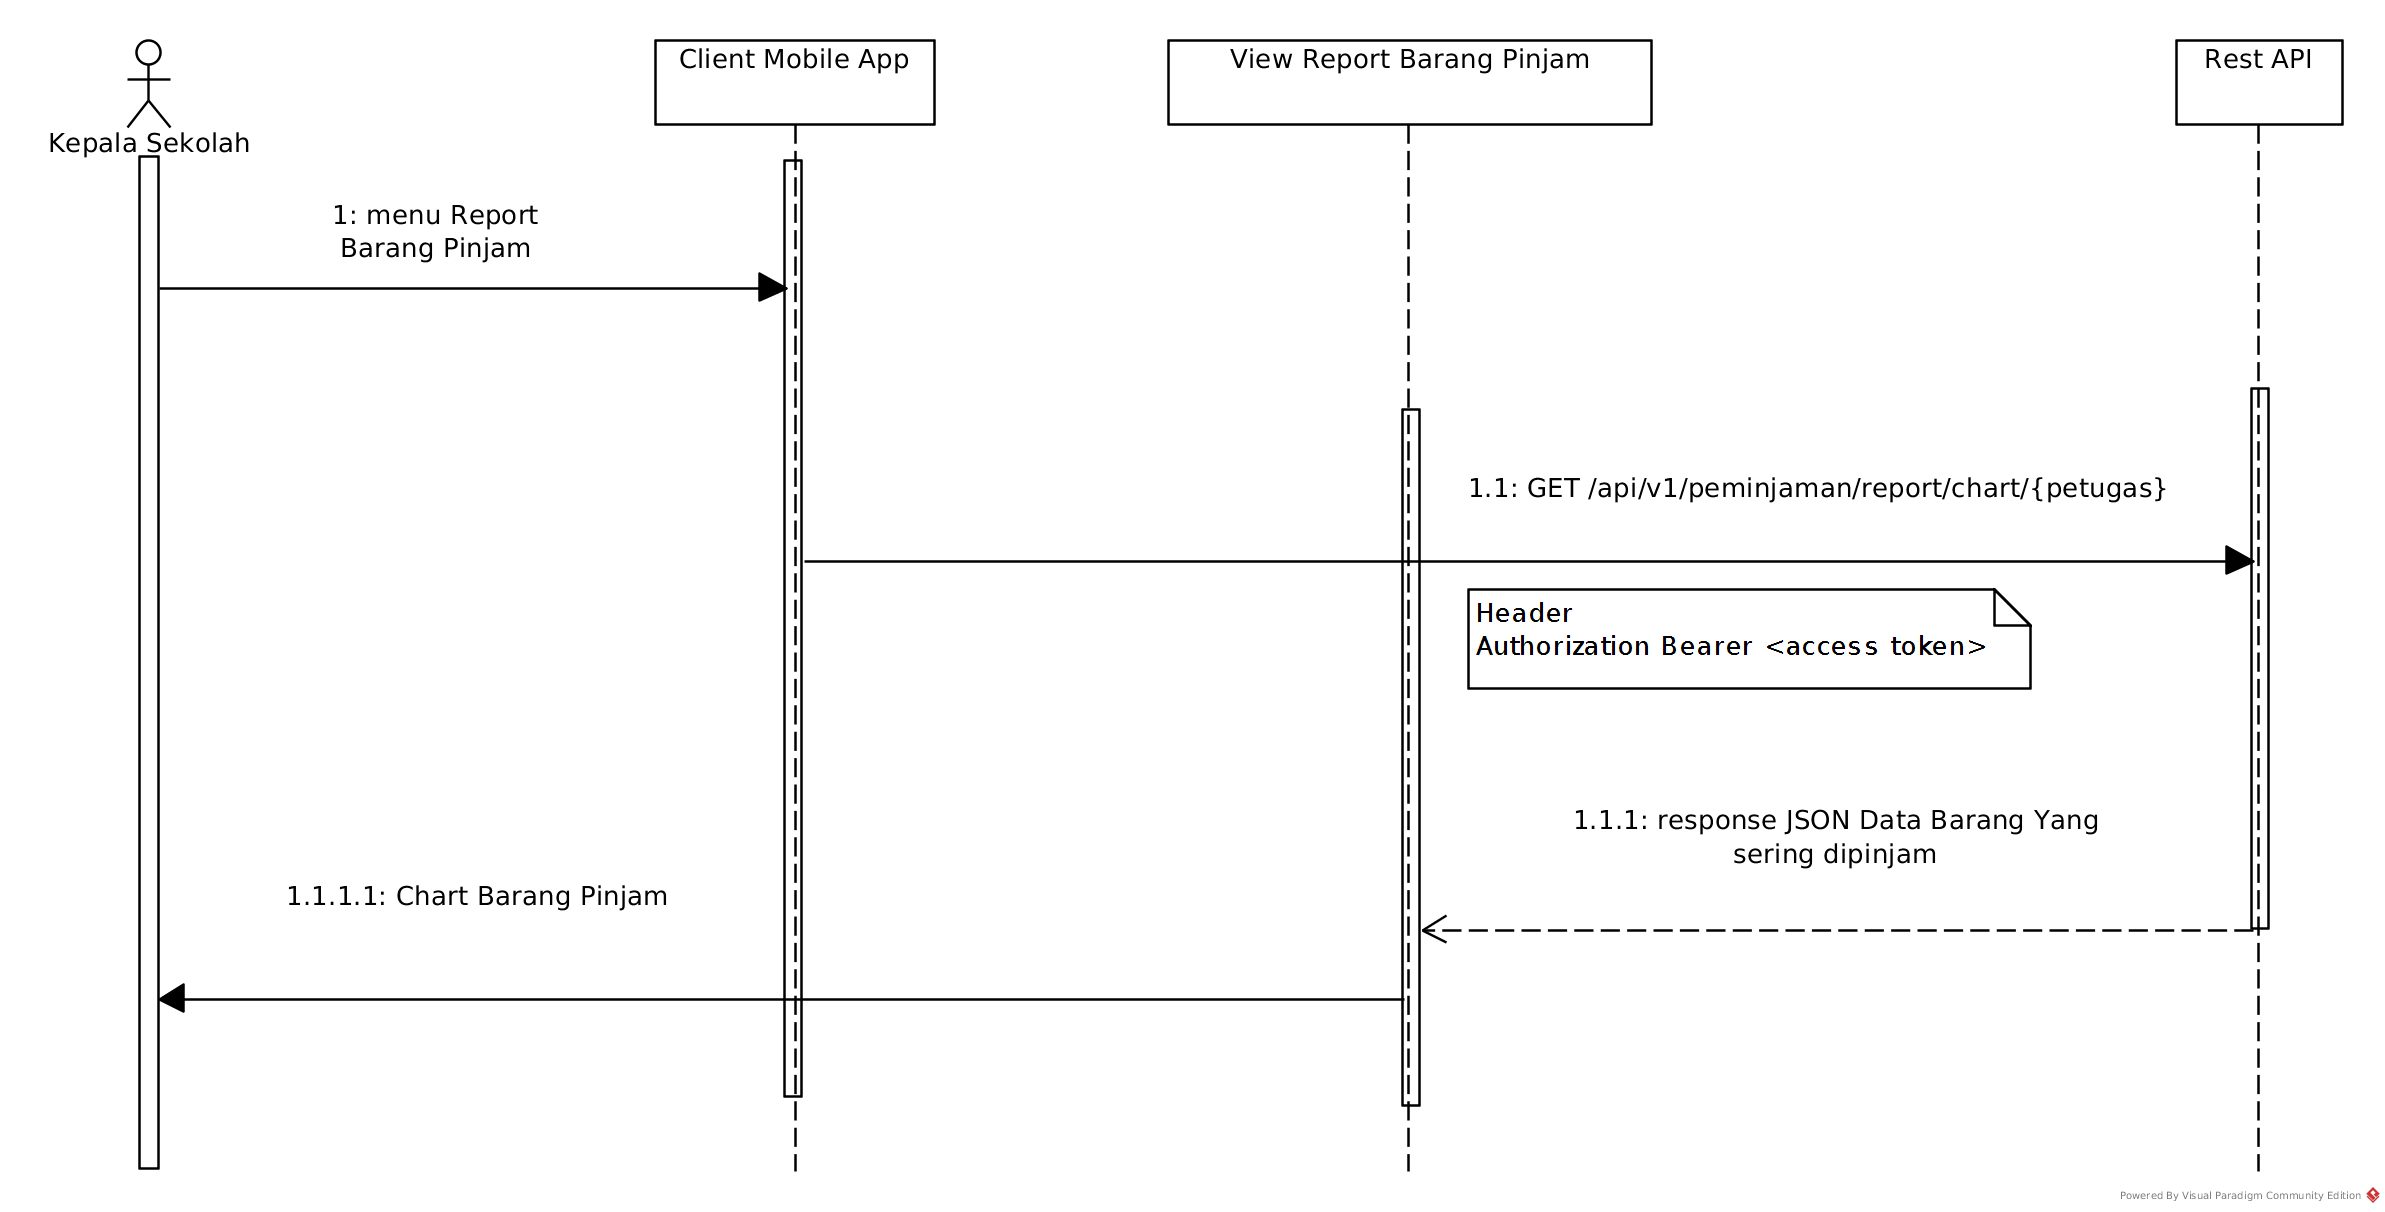 Client Mobile App
View Report Barang Pinjam
Rest API
Kepala Sekolah
1: menu Report
Barang Pinjam
1.1: GET /api/v1/peminjaman/report/chart/{petugas}
Header
Authorization Bearer <access token>
1.1.1: response JSON Data Barang Yang
sering dipinjam
1.1.1.1: Chart Barang Pinjam
Powered By Visual Paradigm Community Edition